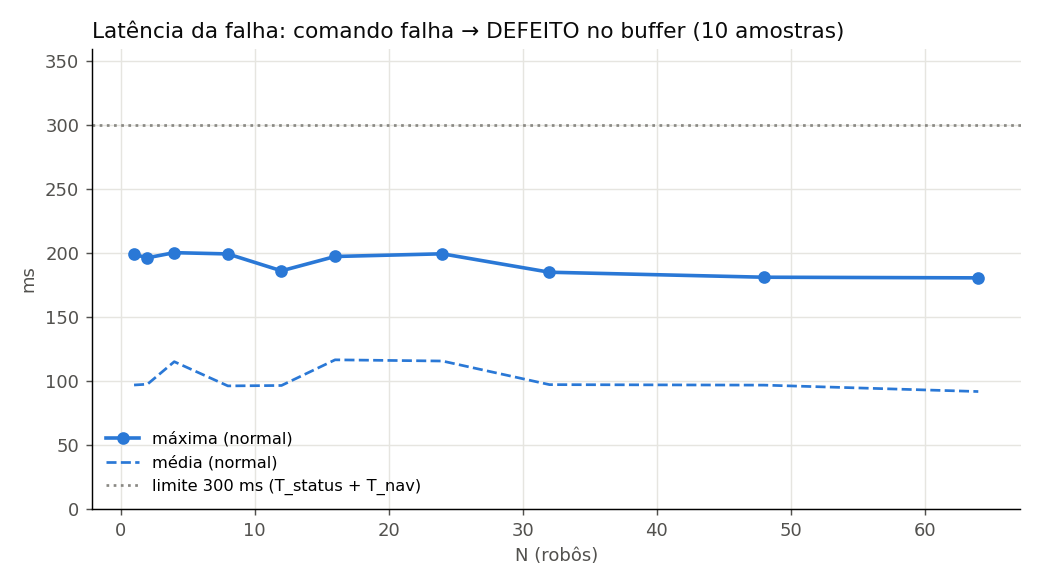 Latência da falha: comando falha → DEFEITO no buffer (10 amostras)
350
300
250
200
150
100
50
0
ms
máxima (normal)
média (normal)
limite 300 ms (T_status + T_nav)
0 10 20 30 40 50 60
N (robôs)